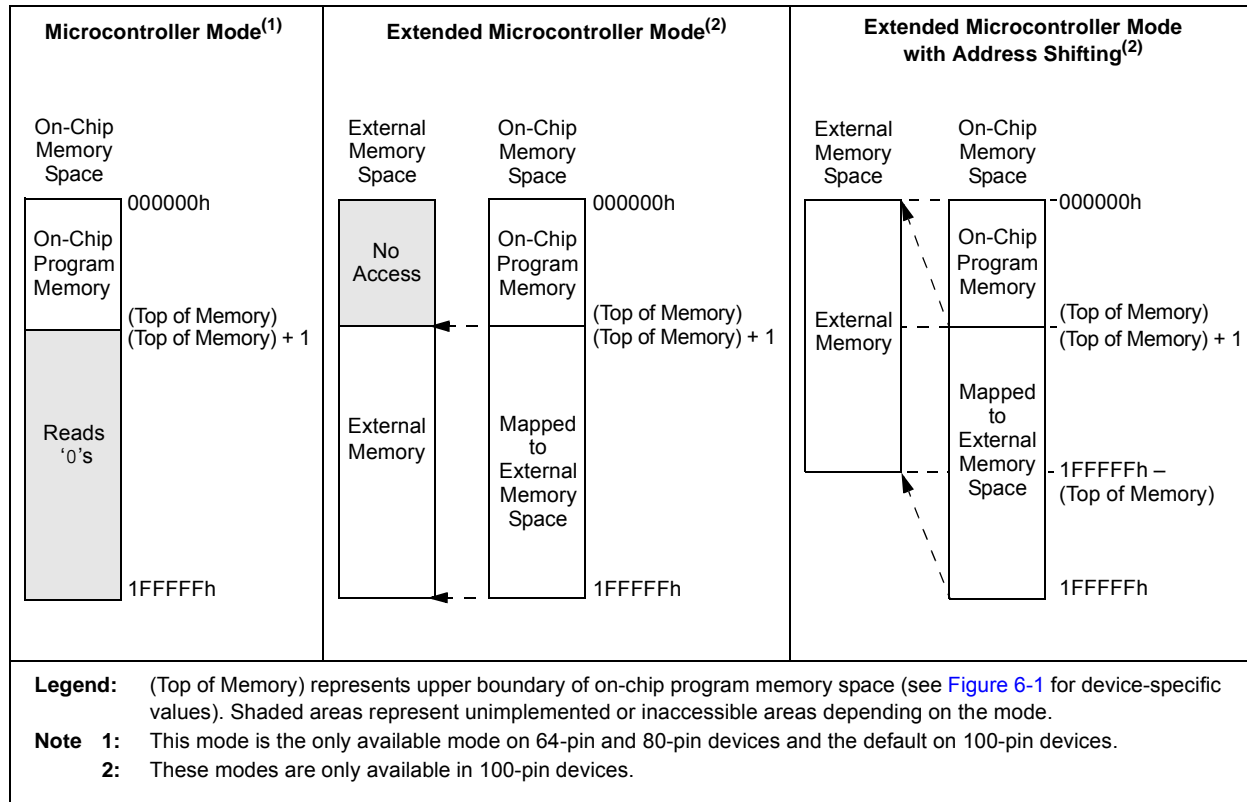 Microcontroller Mode(1)
On-Chip
Memory
Space
000000h
On-Chip
Program
Memory
(Top of Memory)
(Top of Memory) + 1
Reads
‘0’s
1FFFFFh
Extended Microcontroller Mode(2)
External
Memory
Space
On-Chip
Memory
Space
000000h
No
Access
On-Chip
Program
Memory
(Top of Memory)
(Top of Memory) + 1
External
Memory
Mapped
to
External
Memory
Space
1FFFFFh
Extended Microcontroller Mode
with Address Shifting(2)
External
Memory
Space
On-Chip
Memory
Space
000000h
On-Chip
Program
Memory
External
Memory
(Top of Memory)
(Top of Memory) + 1
Mapped
to
External
Memory
Space
1FFFFFh –
(Top of Memory)
1FFFFFh
Legend: (Top of Memory) represents upper boundary of on-chip program memory space (see Figure 6-1 for device-specific
values). Shaded areas represent unimplemented or inaccessible areas depending on the mode.
Note 1: This mode is the only available mode on 64-pin and 80-pin devices and the default on 100-pin devices.
2: These modes are only available in 100-pin devices.